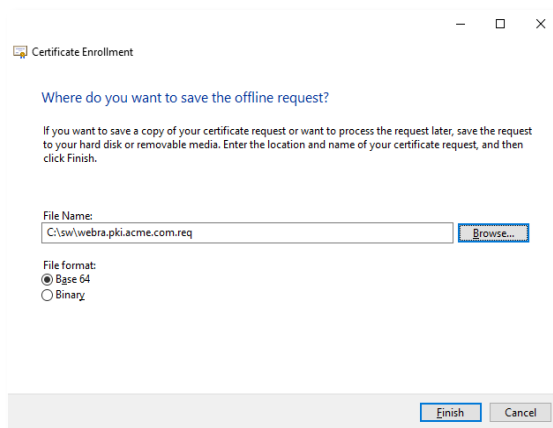 Certificate Enrollment
Where do you want to save the offline request?
If you want to save a copy of your certificate request or want to process the request later, save the request
to your hard disk or removable media. Enter the location and name of your certificate request, and then
click Finish.
File Name:
C:\sw\webra.pki.acme.com.req
Browse...
File format:
Base 64
Binary
Finish
Cancel